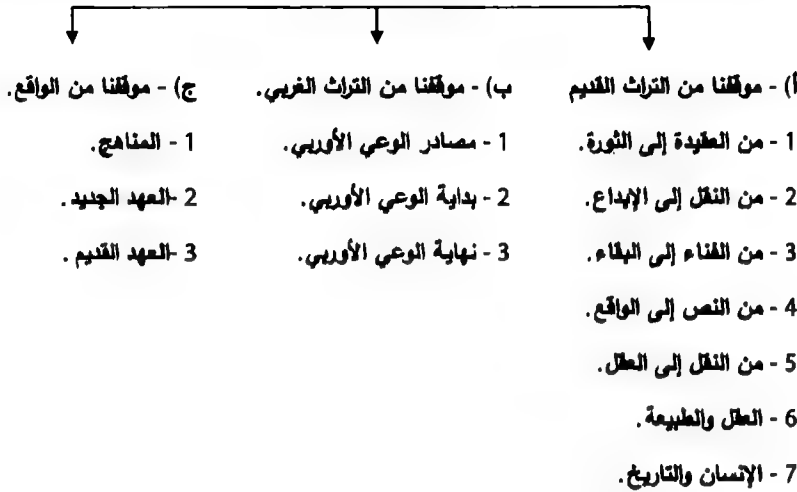 أ) - موقفنا من التراث القديم
1 - من العقيدة إلى الثورة.
2 - من النقل إلى الإبداع.
3 - من الفناء إلى البقاء.
4 - من النص إلى الواقع.
5 - من النقل إلى العقل.
6 - العقل والطبيعة.
7 - الإنسان والتاريخ.
ب) - موقفنا من التراث الغربي.
1 - مصادر الوعي الأوربي.
2 - بداية الوعي الأوربي.
3 - نهاية الوعي الأوربي.
ج) - موقفنا من الواقع.
1 - المناهج.
2 -العهد الجديد.
3 -العهد القديم.